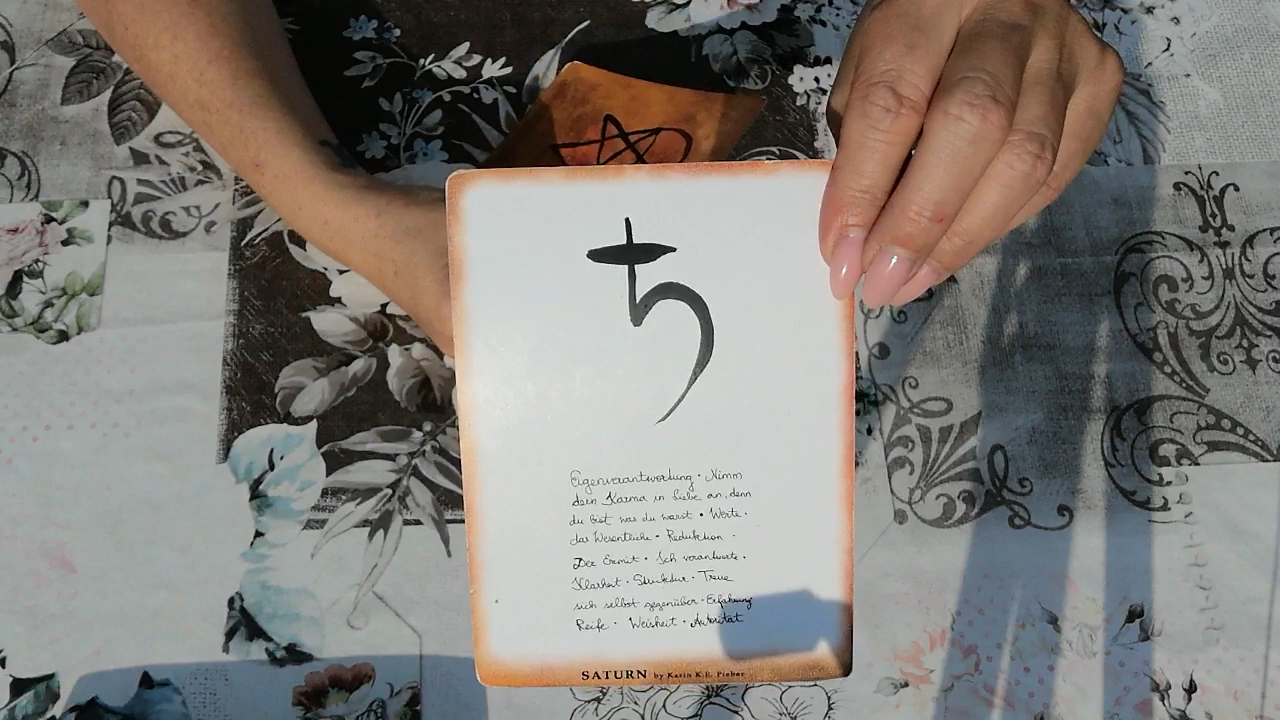 Eigenverantwortung • Nimm
dein Karma in Liebe an, denn
du bist was du warst • Werte •
das Wesentliche • Reduktion •
Der Eremit • Ich verantworte •
Klarheit • Struktur • Treue
sich selbst gegenüber • Erfahrung
Reife • Weisheit • Autorität
SATURN by Karin K.E. Pieber